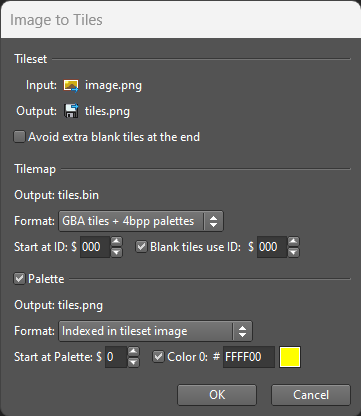 Image to Tiles
Tileset
Input: image.png
Output: tiles.png
Avoid extra blank tiles at the end
Tilemap
Output: tiles.bin
Format: GBA tiles + 4bpp palettes
Start at ID: $ 000 Blank tiles use ID: $ 000
Palette
Output: tiles.png
Format: Indexed in tileset image
Start at Palette: $ 0 Color 0: # FFFF00
OK Cancel